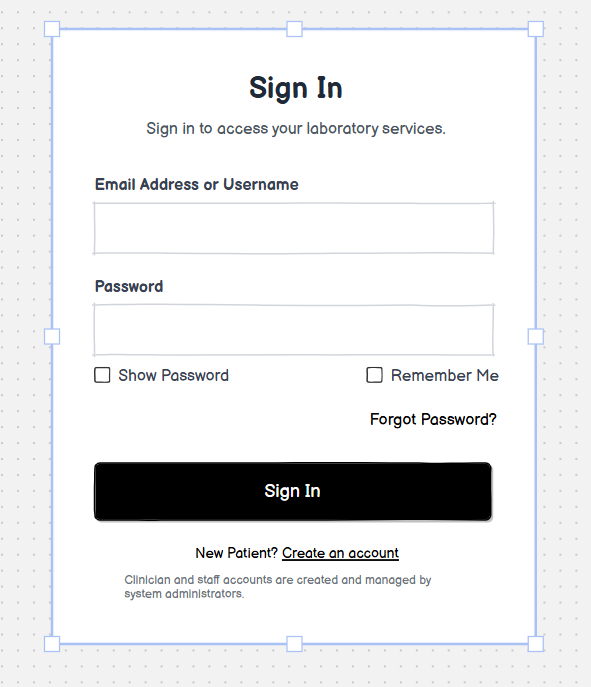 Sign In
Sign in to access your laboratory services.
Email Address or Username
Password
Show Password
Remember Me
Forgot Password?
Sign In
New Patient? Create an account
Clinician and staff accounts are created and managed by
system administrators.